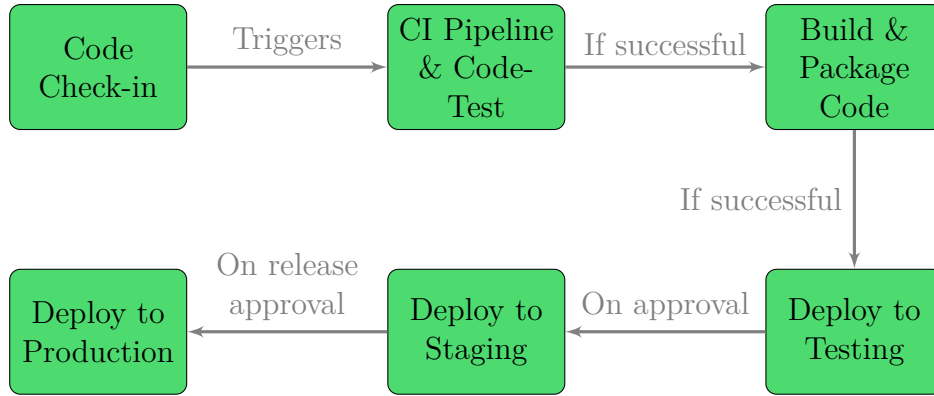 Code
Check-in
Triggers
CI Pipeline
& Code-
Test
If successful
Build &
Package
Code
If successful
Deploy to
Testing
On approval
Deploy to
Staging
On release
approval
Deploy to
Production